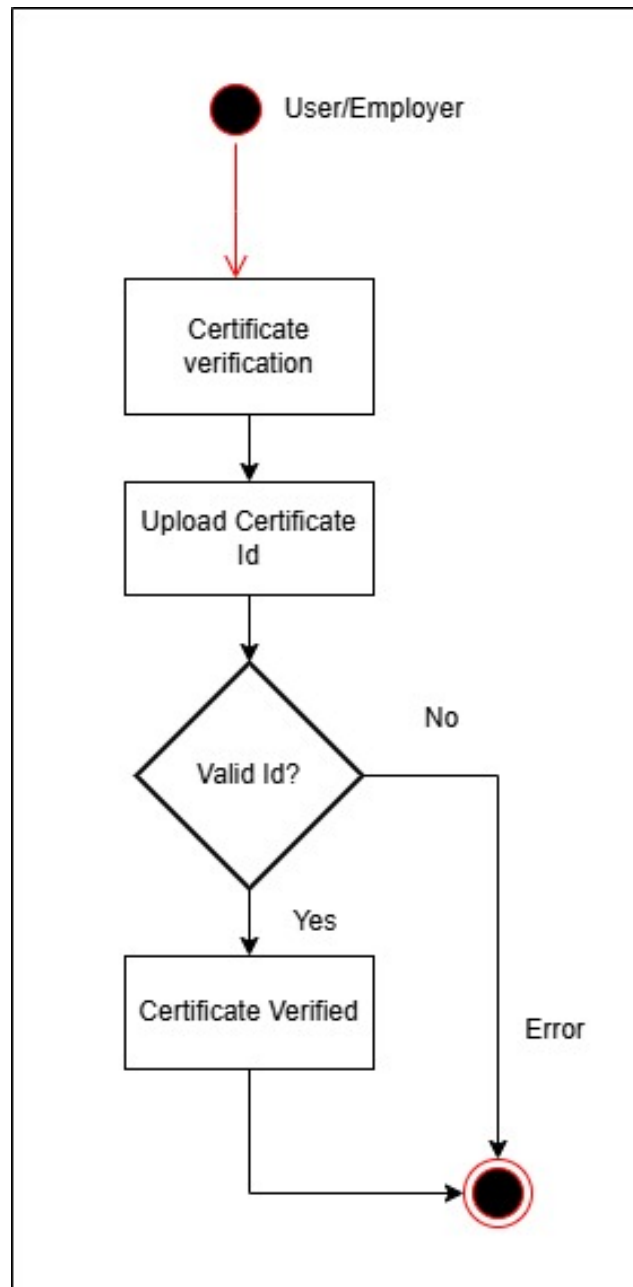 User/Employer
Certificate
verification
Upload Certificate
Id
No
Valid Id?
Yes
Certificate Verified
Error